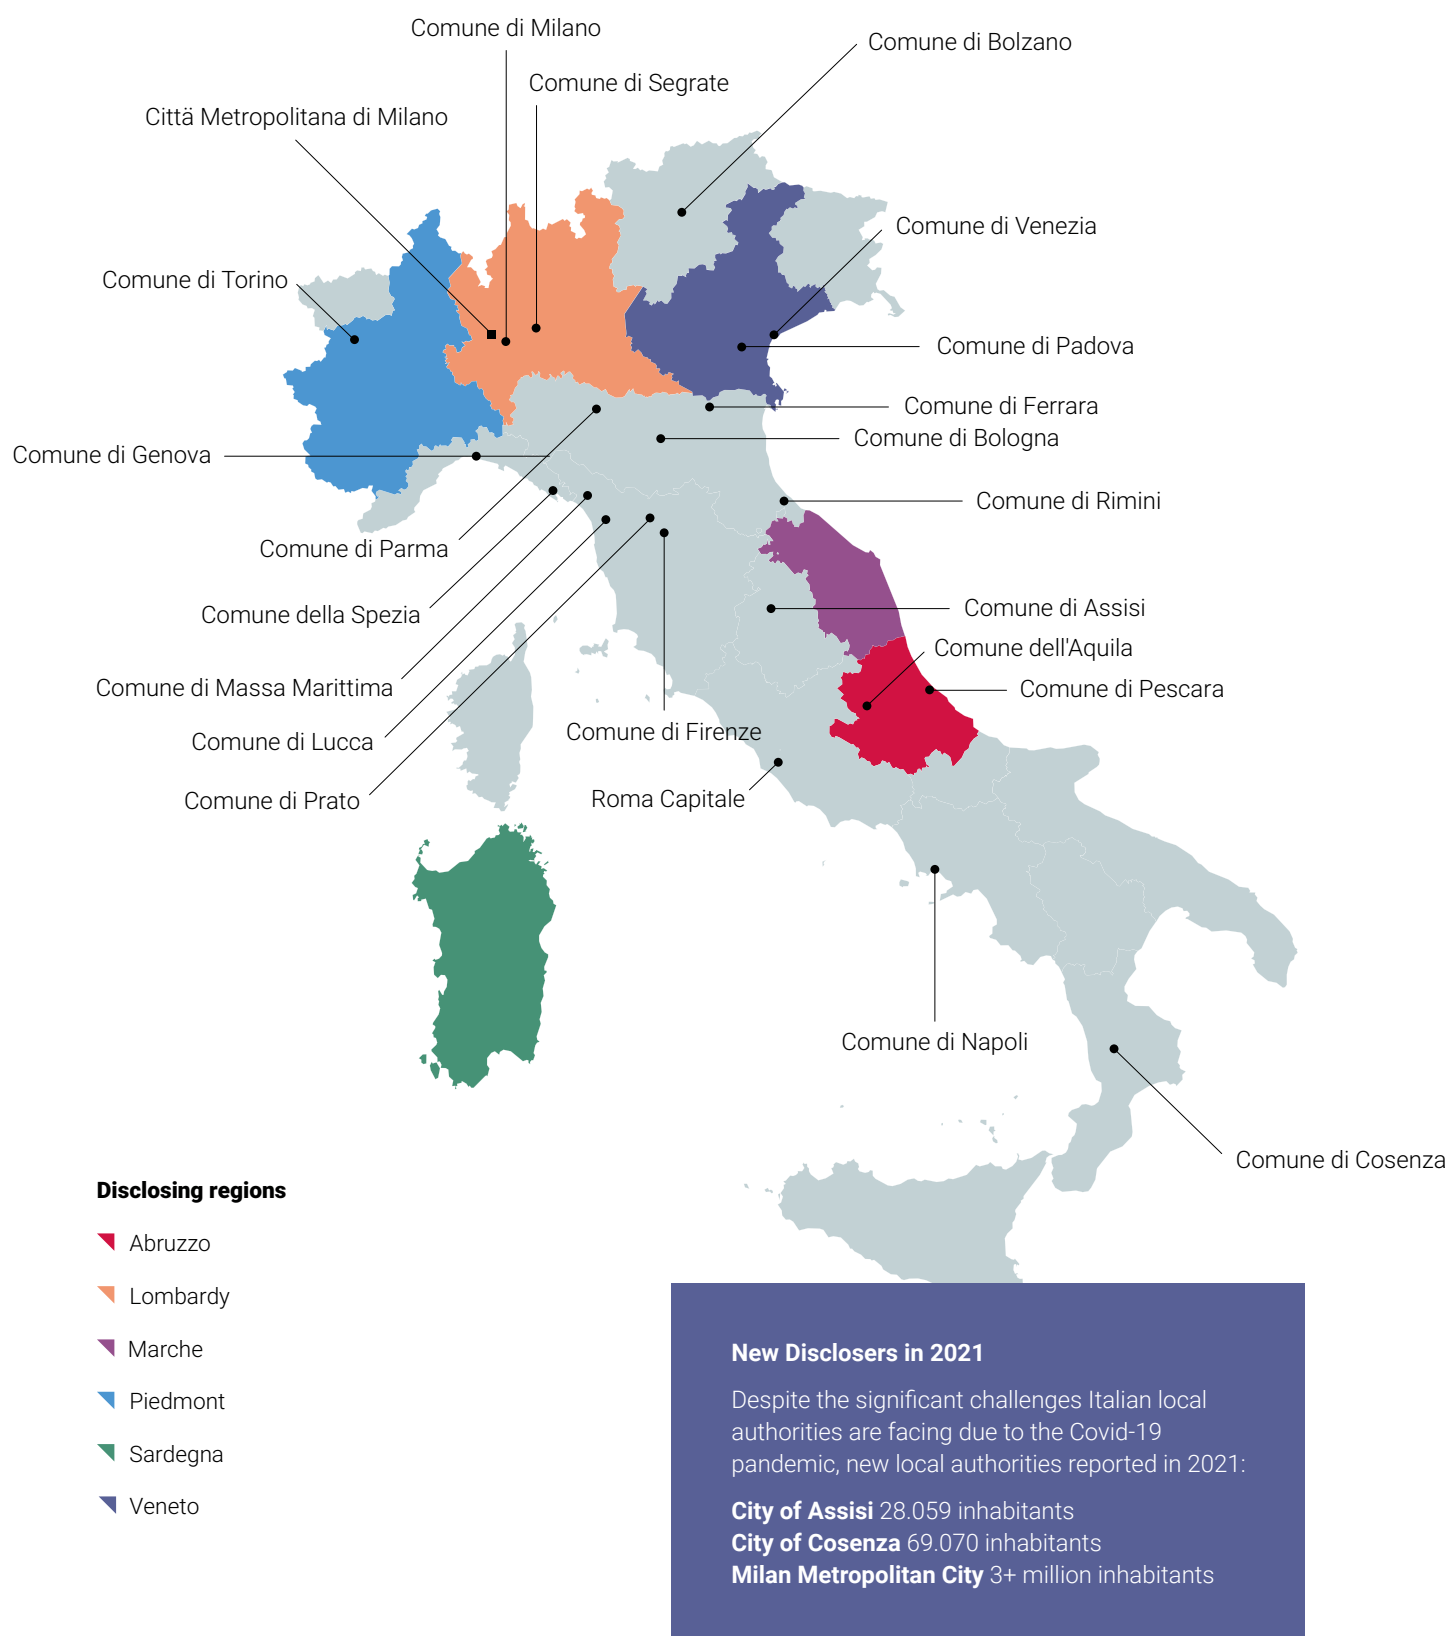 Comune di Milano
Comune di Bolzano
Comune di Segrate
Cittä Metropolitana di Milano
Comune di Venezia
Comune di Torino
Comune di Padova
Comune di Ferrara
Comune di Bologna
Comune di Genova
Comune di Rimini
Comune di Parma
Comune di Assisi
Comune della Spezia
Comune dell'Aquila
Comune di Massa Marittima
Comune di Pescara
Comune di Firenze
Comune di Lucca
Comune di Prato
Roma Capitale
Comune di Napoli
Comune di Cosenza
Disclosing regions
Abruzzo
Lombardy
Marche
Piedmont
Sardegna
Veneto
New Disclosers in 2021
Despite the significant challenges Italian local
authorities are facing due to the Covid-19
pandemic, new local authorities reported in 2021:
City of Assisi 28.059 inhabitants
City of Cosenza 69.070 inhabitants
Milan Metropolitan City 3+ million inhabitants